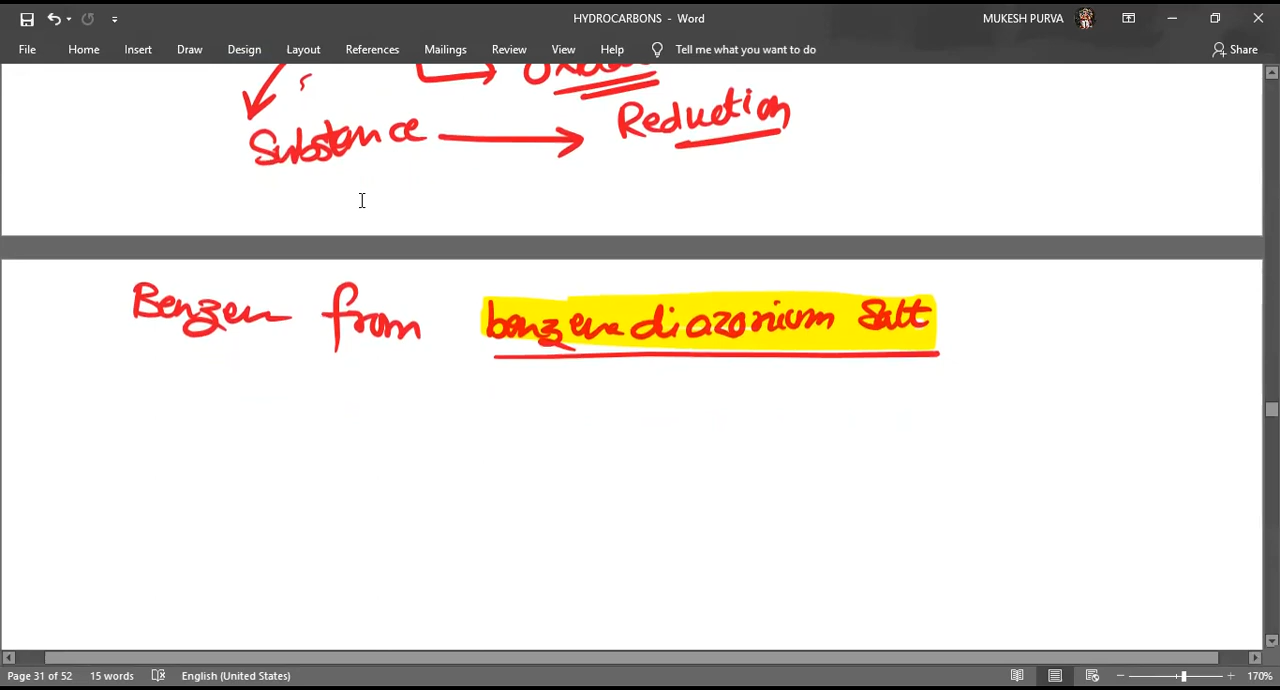 HYDROCARBONS - Word
MUKESH PURVA
File Home Insert Draw Design Layout References Mailings Review View Help Tell me what you want to do Share
Substance Reduction
Benzen from benzene diazonium Salt
Page 31 of 52 15 words English (United States) 170%